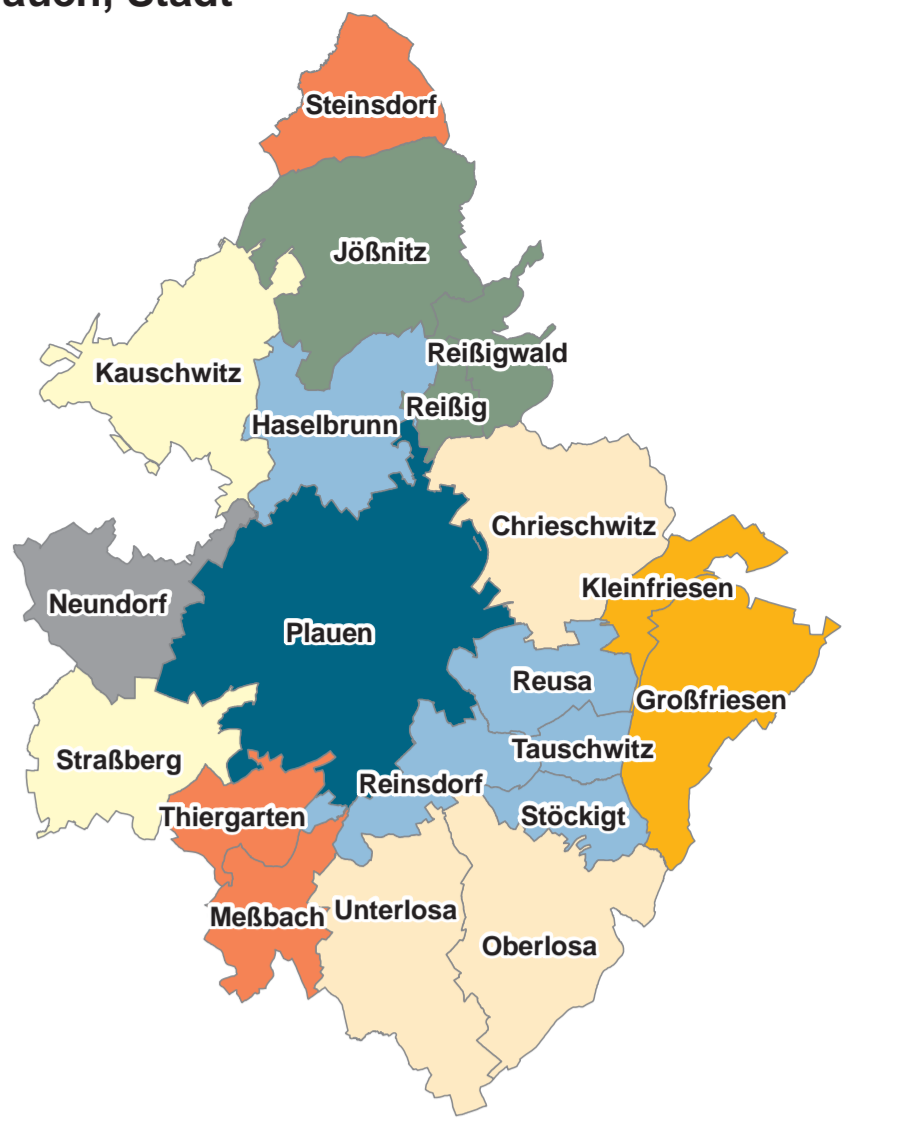 Stadt
Steinsdorf
Jößnitz
Reißigwald
Kauschwitz
Reißig
Haselbrunn
Chrieschwitz
Kleinfriesen
Neundorf
Plauen
Reusa
Großfriesen
Tauschwitz
Straßberg
Reinsdorf
Thiergarten
Stöckigt
Unterlosa
Meßbach
Oberlosa